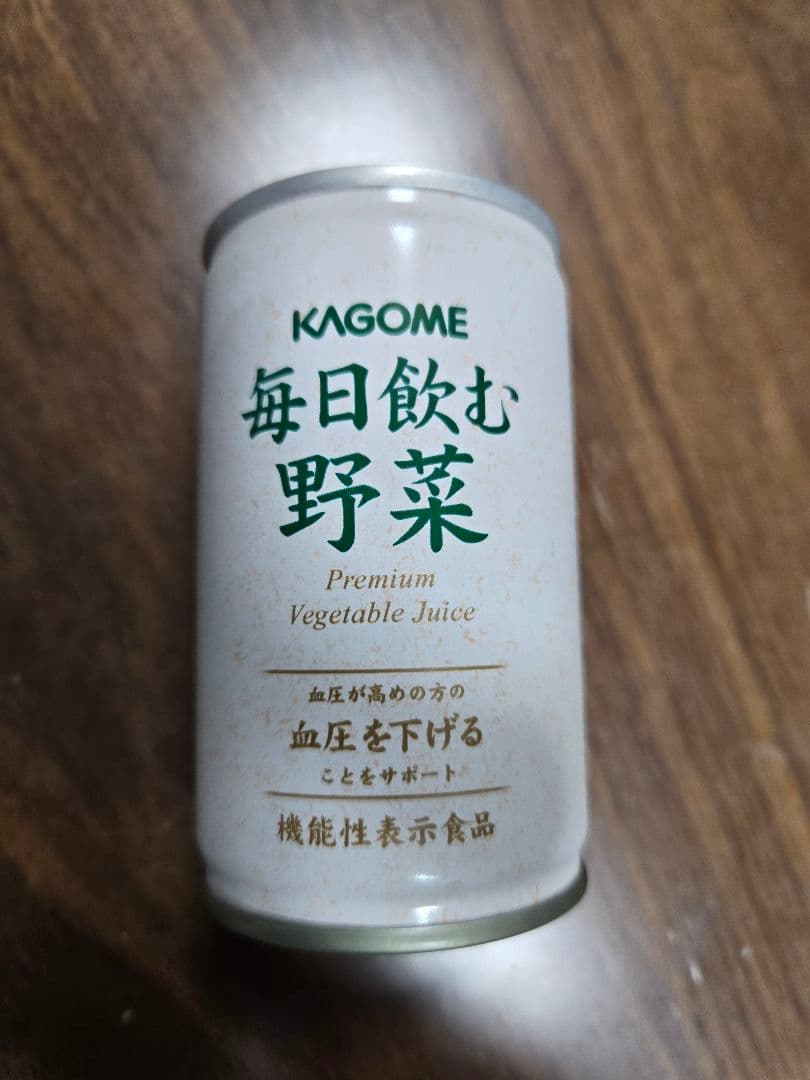 KAGOME
毎日飲む
野菜
Premium
Vegetable Juice
血圧が高めの方の
血圧を下げる
ことをサポート
機能性表示食品